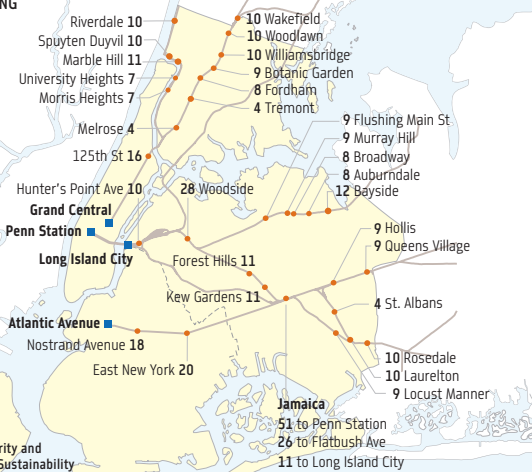 NG
Riverdale 10
Spuyten Duyvil 10
Marble Hill 11
University Heights 7
Morris Heights 7
Melrose 4
125th St 16
10 Wakefield
10 Woodlawn
10 Williamsbridge
9 Botanic Garden
8 Fordham
4 Tremont
9 Flushing Main St
9 Murray Hill
8 Broadway
8 Auburndale
12 Bayside
Hunter's Point Ave 10
28 Woodside
Grand Central
Penn Station
Long Island City
9 Hollis
9 Queens Village
Forest Hills 11
Kew Gardens 11
4 St. Albans
Atlantic Avenue
Nostrand Avenue 18
East New York 20
10 Rosedale
10 Laurelton
9 Locust Manner
Jamaica
51 to Penn Station
26 to Flatbush Ave
11 to Long Island City
rity and
Sustainability